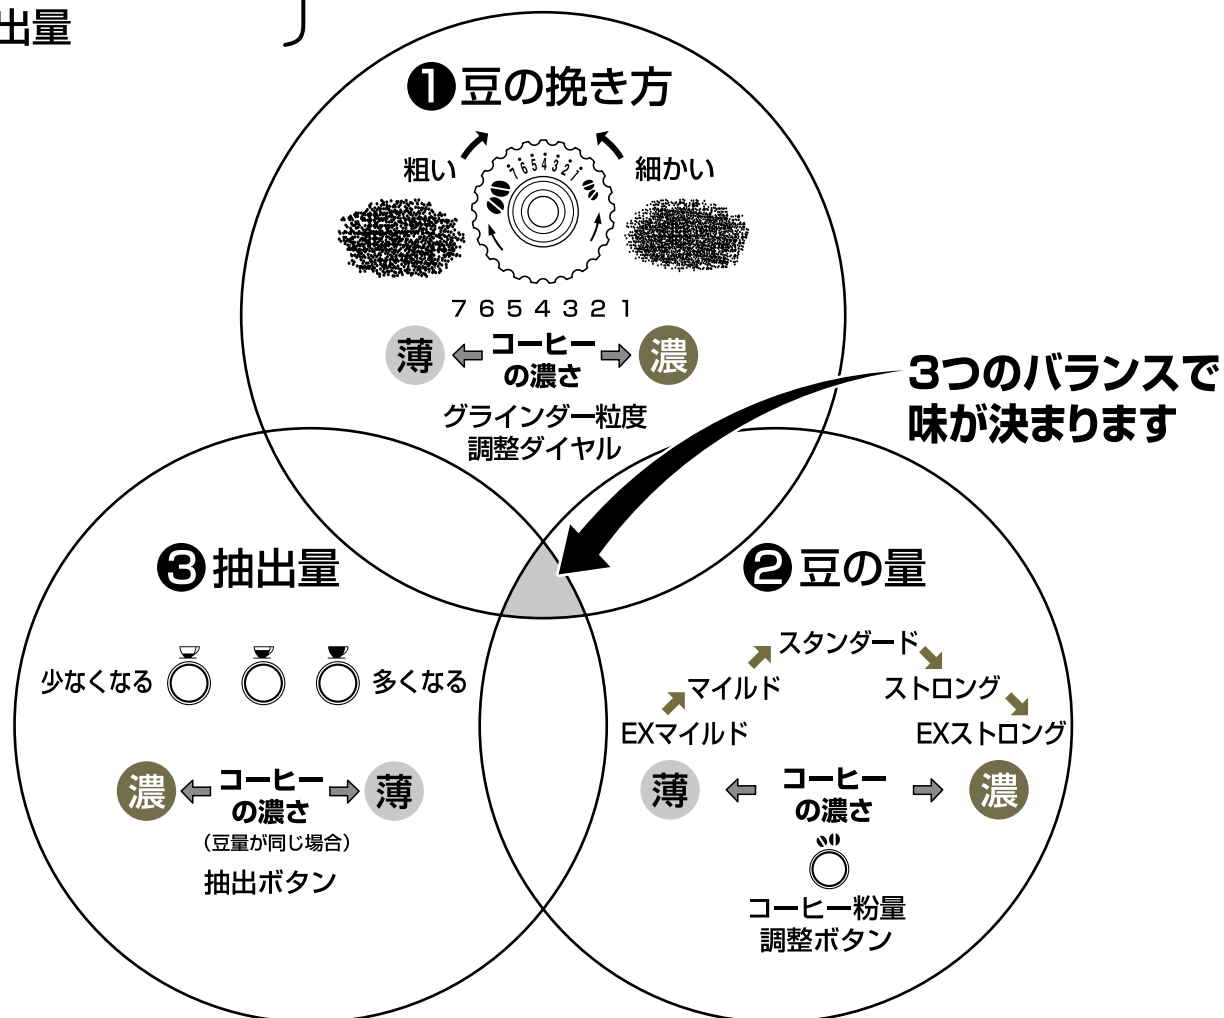 出量
❶豆の挽き方
粗い
細かい
7 6 5 4 3 2 1
7 6 5 4 3 2 1
薄
コーヒー
の濃さ
濃
グラインダー粒度
調整ダイヤル
3つのバランスで
味が決まります
❸抽出量
少なくなる
多くなる
濃
コーヒー
の濃さ
薄
（豆量が同じ場合）
抽出ボタン
❷豆の量
スタンダード
マイルド
ストロング
EXマイルド
EXストロング
薄
コーヒー
の濃さ
濃
コーヒー粉量
調整ボタン